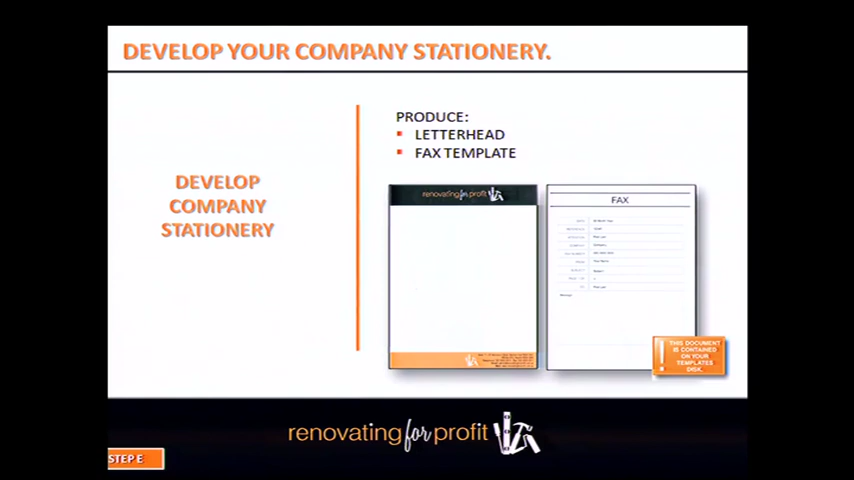 DEVELOP YOUR COMPANY STATIONERY.
DEVELOP
COMPANY
STATIONERY
PRODUCE:
▪ LETTERHEAD
▪ FAX TEMPLATE
renovating for profit
FAX
THIS DOCUMENT
IS CONTAINED
ON YOUR
TEMPLATES
DISK.
renovating for profit
STEP E